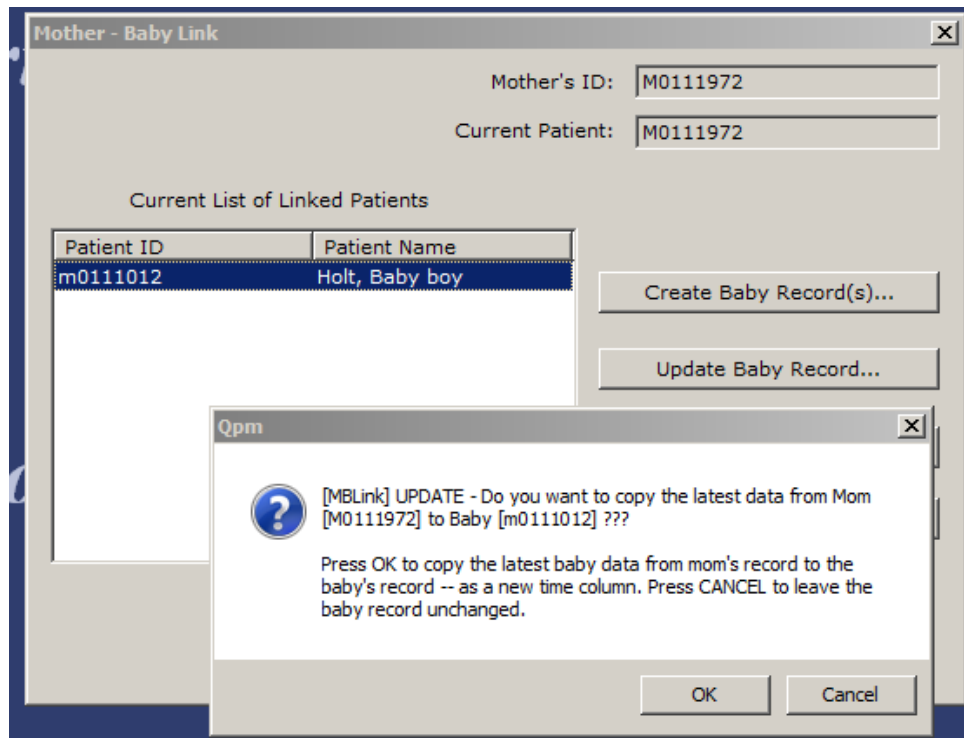 Mother - Baby Link
Mother's ID: M0111972
Current Patient: M0111972
Current List of Linked Patients
Patient ID Patient Name
m0111012 Holt, Baby boy
Create Baby Record(s)...
Update Baby Record...
Qpm
[MBLink] UPDATE - Do you want to copy the latest data from Mom
[M0111972] to Baby [m0111012] ???
Press OK to copy the latest baby data from mom's record to the
baby's record -- as a new time column. Press CANCEL to leave the
baby record unchanged.
OK Cancel